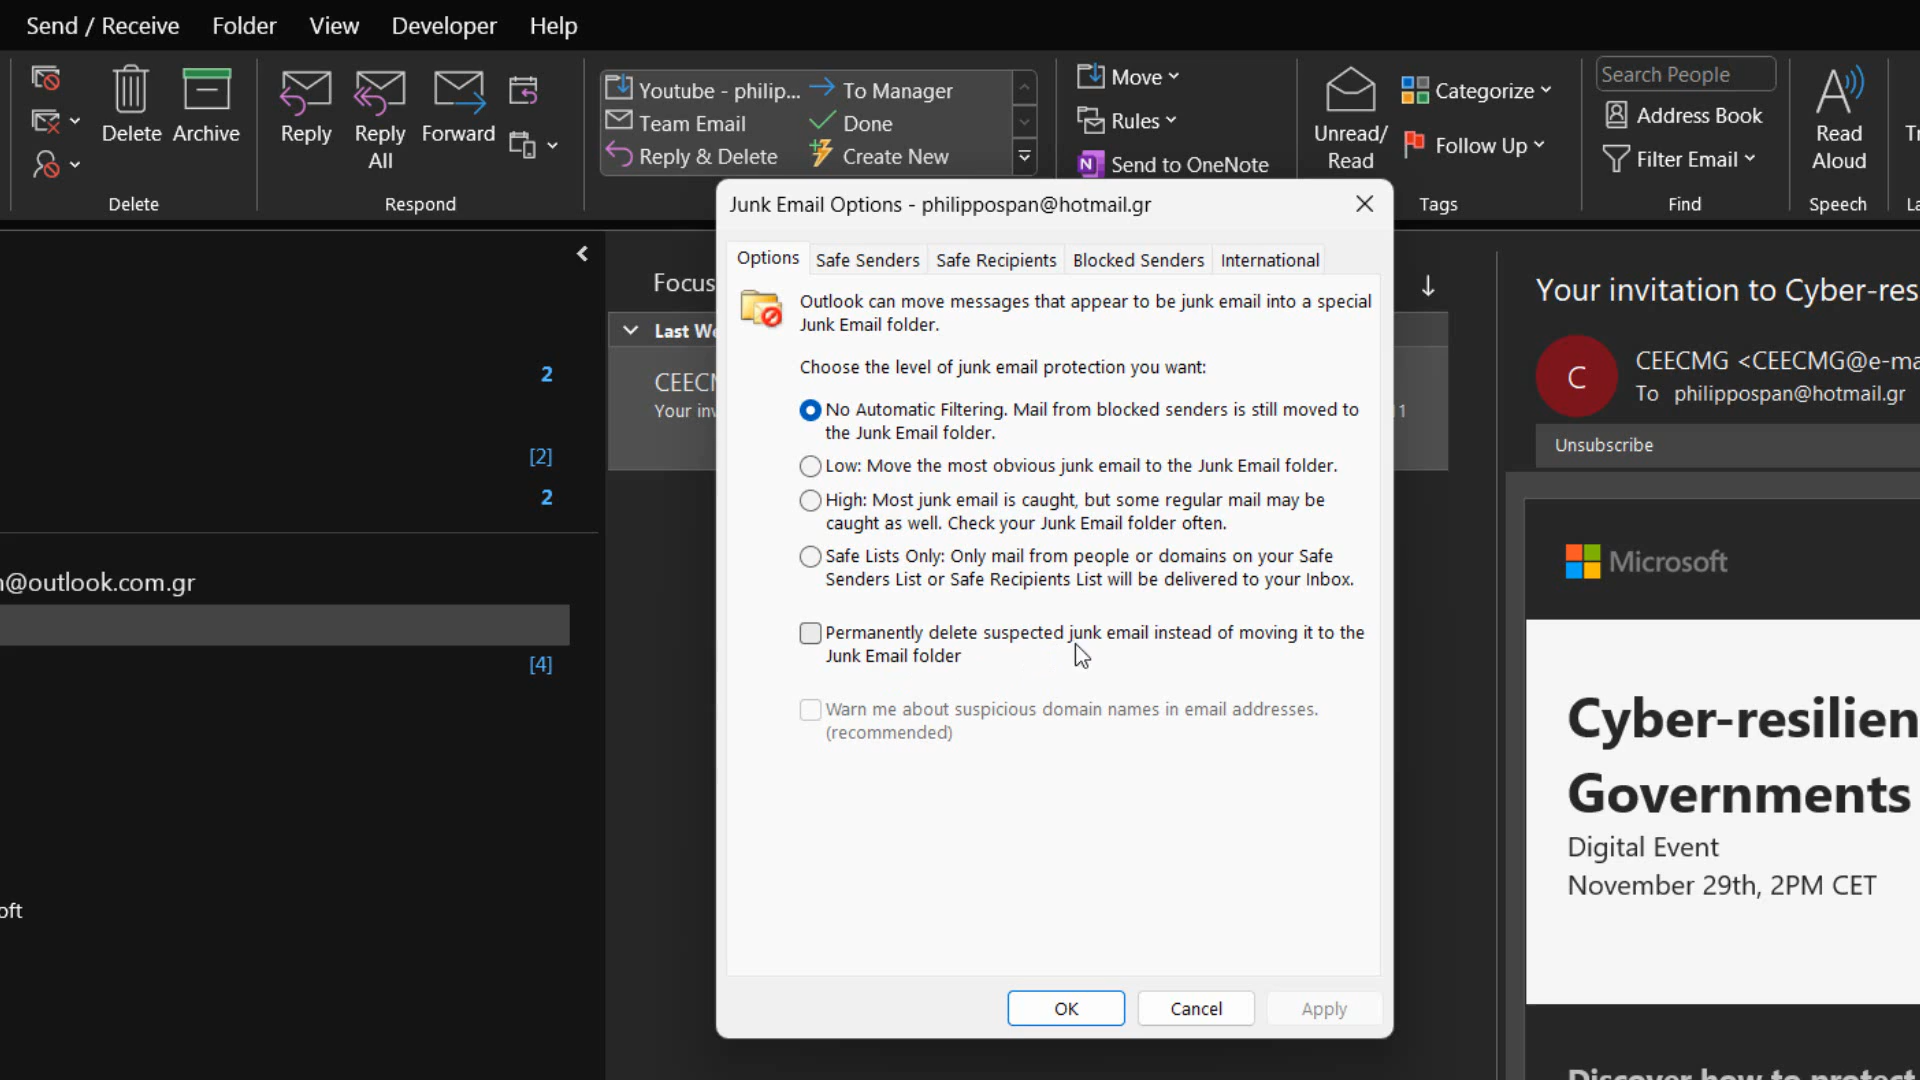 Send / Receive Folder View Developer Help
Delete Archive
Delete
Reply Reply All Forward
Respond
Youtube - philip... To Manager
Team Email Done
Reply & Delete Create New
Move
Rules
Send to OneNote
Unread/ Read
Categorize
Follow Up
Tags
Search People
Address Book
Filter Email
Find
Read Aloud
Speech
Junk Email Options - philippospan@hotmail.gr
Options Safe Senders Safe Recipients Blocked Senders International
Outlook can move messages that appear to be junk email into a special
Junk Email folder.
Choose the level of junk email protection you want:
No Automatic Filtering. Mail from blocked senders is still moved to
the Junk Email folder.
Low: Move the most obvious junk email to the Junk Email folder.
High: Most junk email is caught, but some regular mail may be
caught as well. Check your Junk Email folder often.
Safe Lists Only: Only mail from people or domains on your Safe
Senders List or Safe Recipients List will be delivered to your Inbox.
Permanently delete suspected junk email instead of moving it to the
Junk Email folder
Warn me about suspicious domain names in email addresses.
(recommended)
OK Cancel Apply
2
[2]
2
n@outlook.com.gr
[4]
oft
Focus
Last We
CEECM
Your inv
Your invitation to Cyber-res
C
CEECMG <CEECMG@e-ma
To philippospan@hotmail.gr
Unsubscribe
Microsoft
Cyber-resilien
Governments
Digital Event
November 29th, 2PM CET
Discover how to protect